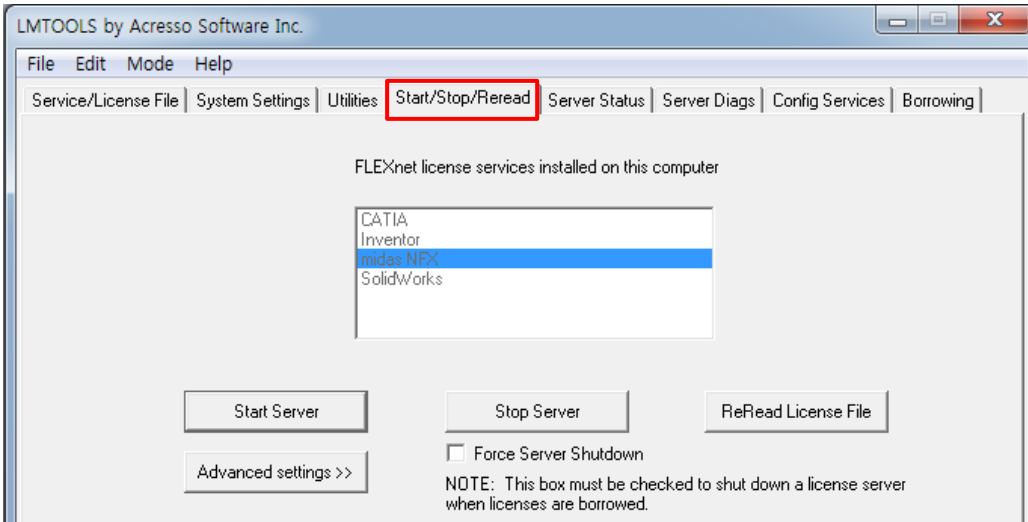 LMTOOLS by Acresso Software Inc.
File Edit Mode Help
Service/License File System Settings Utilities Start/Stop/Reread Server Status Server Diags Config Services Borrowing
FLEXnet license services installed on this computer
CATIA
Inventor
midas NFX
SolidWorks
Start Server Stop Server ReRead License File
Force Server Shutdown
Advanced settings >>
NOTE: This box must be checked to shut down a license server
when licenses are borrowed.